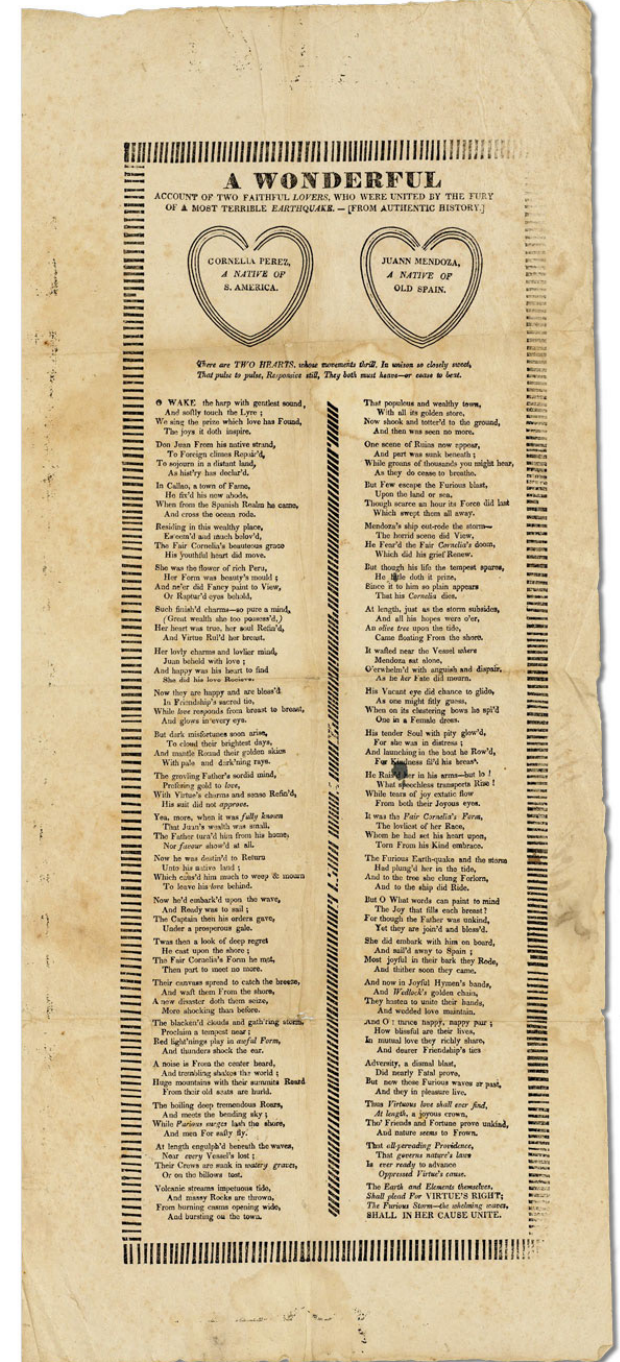 A WONDERFUL
ACCOUNT OF TWO FAITHFUL LOVERS, WHO WERE UNITED BY THE FURY
OF A MOST TERRIBLE EARTHQUAKE. — [FROM AUTHENTIC HISTORY.]
CORNELIA PEREZ,
A NATIVE OF
S. AMERICA.
JUANN MENDOZA,
A NATIVE OF
OLD SPAIN.
Here are TWO HEARTS, whose movements thrill, In unison so closely sweet,
That pulse to pulse, Responsive still, They both must heave—or cease to beat.
O WAKE the harp with gentlest sound,
And softly touch the Lyre ;
We sing the prize which love has Found,
The joys it doth inspire.
Don Juan From his native strand,
To Foreign climes Repair'd,
To sojourn in a distant land,
As hist'ry has declar'd.
In Callao, a town of Fame,
He fix'd his now abode,
When from the Spanish Realm he came,
And cross the ocean rode.
Residing in this wealthy place,
Esteem'd and much belov'd,
The Fair Cornelia's beauteous grace
His youthful heart did move.
She was the flower of rich Peru,
Her Form was beauty's mould ;
And ne'er did Fancy paint to View,
Or Raptur'd eyes behold,
Such finish'd charms—so pure a mind,
(Great wealth she too possess'd,)
Her heart was true, her soul Refin'd,
And Virtue Rul'd her breast.
Her lovly charms and lovlier mind,
Juan beheld with love ;
And happy was his heart to find
She did his love Recieve.
Now they are happy and are bless'd
In Friendship's sacred tie,
While love responds from breast to breast,
And glows in every eye.
But dark misfortunes soon arise,
To cloud their brightest days,
And mantle Round their golden skies
With pale and dark'ning rays.
The grovling Father's sordid mind,
Prefering gold to love,
With Virtue's charms and sense Refin'd,
His suit did not approve.
Yea, more, when it was fully known
That Juan's wealth was small,
The Father turn'd him from his home,
Nor favour show'd at all.
Now he was destin'd to Return
Unto his native land ;
Which caus'd him much to weep & mourn
To leave his love behind.
Now he'd embark'd upon the wave,
And Ready was to sail ;
The Captain then his orders gave,
Under a prosperous gale.
Twas then a look of deep regret
He cast upon the shore ;
The Fair Cornelia's Form he met,
Then part to meet no more.
Their canvass spread to catch the breeze,
And waft them From the shore,
A new disaster doth them seize,
More shocking than before.
The blacken'd clouds and gath'ring storm,
Proclaim a tempest near ;
Red light'nings play in awful Form,
And thunders shock the ear.
A noise is From the center heard,
And trembling shakes the world ;
Huge mountains with their summits Reard
From their old seats are hurld.
The boiling deep tremendous Roars,
And meets the bending sky ;
While Furious surges lash the shore,
And men For safty fly.
At length engulph'd beneath the waves,
Near every Vessel's lost ;
Their Crews are sunk in watery graves,
Or on the billows tost.
Volcanic streams impetuous tide,
And massy Rocks are thrown,
From burning casms opening wide,
And bursting on the town.
That populous and wealthy town,
With all its golden store,
Now shook and totter'd to the ground,
And then was seen no more.
One scene of Ruins now appear,
And part was sunk beneath ;
While groans of thousands you might hear,
As they do cease to breathe.
But Few escape the Furious blast,
Upon the land or sea,
Though scarce an hour its Force did last
Which swept them all away.
Mendoza's ship out-rode the storm—
The horrid scene did View,
He Fear'd the Fair Cornelia's doom,
Which did his grief Renew.
But though his life the tempest spares,
He little doth it prize,
Since it to him so plain appears
That his Cornelia dies.
At length, just as the storm subsides,
And all his hopes were o'er,
An olive tree upon the tide,
Came floating From the shore.
It wafted near the Vessel where
Mendoza sat alone,
O'erwhelm'd with anguish and dispair,
As he her Fate did mourn.
His Vacant eye did chance to glide,
As one might fitly guess,
When on its clustering bows he spi'd
One in a Female dress.
His tender Soul with pity glow'd,
For she was in distress ;
And launching in the boat he Row'd,
For Kindness fil'd his breast.
He Rais'd her in his arms—but lo !
What speechless transports Rise !
While tears of joy extatic flow
From both their Joyous eyes.
It was the Fair Cornelia's Form,
The lovliest of her Race,
Whom he had set his heart upon,
Torn From his Kind embrace.
The Furious Earth-quake and the storm
Had plung'd her in the tide,
And to the tree she clung Forlorn,
And to the ship did Ride.
But O What words can paint to mind
The Joy that fills each breast ?
For though the Father was unkind,
Yet they are join'd and bless'd.
She did embark with him on board,
And sail'd away to Spain ;
Most joyful in their bark they Rode,
And thither soon they came.
And now in Joyful Hymen's bands,
And Wedlock's golden chain,
They hasten to unite their hands,
And wedded love maintain.
And O ! thrice happy, happy pair ;
How blissful are their lives,
In mutual love they richly share,
And dearer Friendship's ties
Adversity, a dismal blast,
Did nearly Fatal prove,
But now those Furious waves are past,
And they in pleasure live.
Thus Virtuous love shall ever find,
At length, a joyous crown,
Tho' Friends and Fortune prove unkind,
And nature seems to Frown.
That all-pervading Providence,
That governs nature's laws
Is ever ready to advance
Oppressed Virtue's cause.
The Earth and Elements themselves,
Shall plead For VIRTUE'S RIGHT;
The Furious Storm—the whelming waves,
SHALL IN HER CAUSE UNITE.